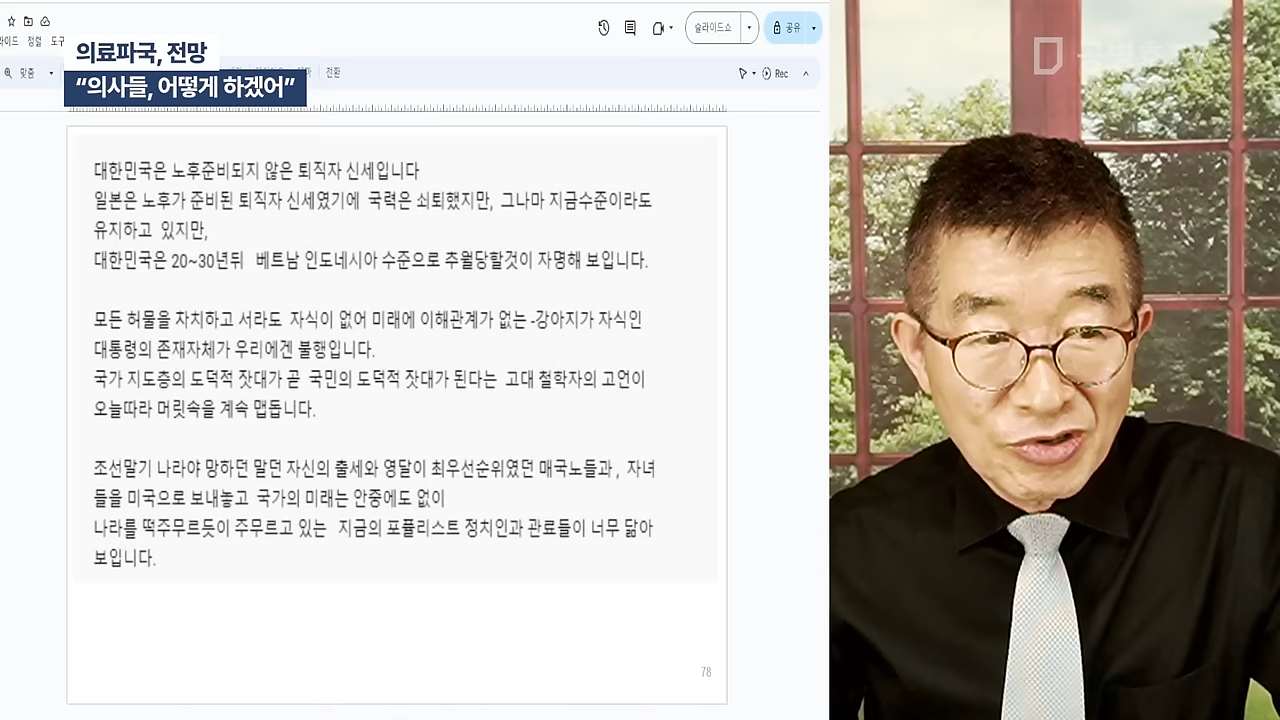 의료파국, 전망
“의사들, 어떻게 하겠어”
정렬 도구
슬라이드쇼
공유
맞춤
전환
Rec
대한민국은 노후준비되지 않은 퇴직자 신세입니다
일본은 노후가 준비된 퇴직자 신세였기에 국력은 쇠퇴했지만, 그나마 지금수준이라도
유지하고 있지만,
대한민국은 20~30년뒤 베트남 인도네시아 수준으로 추월당할것이 자명해 보입니다.
모든 허물을 자치하고 서라도 자식이 없어 미래에 이해관계가 없는 -강아지가 자식인
대통령의 존재자체가 우리에겐 불행입니다.
국가 지도층의 도덕적 잣대가 곧 국민의 도덕적 잣대가 된다는 고대 철학자의 고언이
오늘따라 머릿속을 계속 맵돕니다.
조선말기 나라야 망하던 말던 자신의 출세와 영달이 최우선순위였던 매국노들과, 자녀
들을 미국으로 보내놓고 국가의 미래는 안중에도 없이
나라를 떡주무르듯이 주무르고 있는 지금의 포퓰리스트 정치인과 관료들이 너무 닮아
보입니다.
78